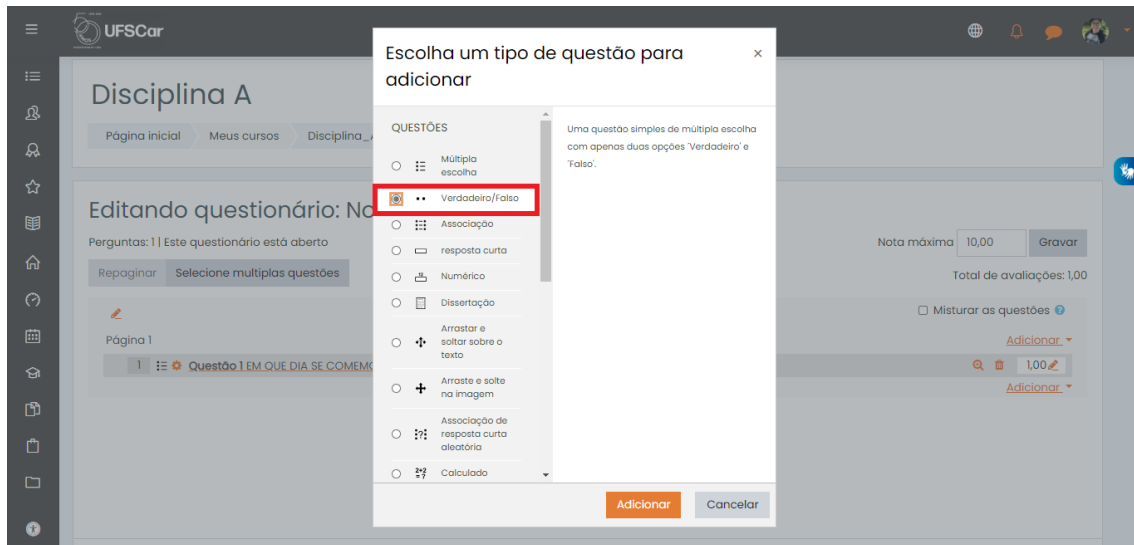 UFSCar
Disciplina A
Página inicial
Meus cursos
Editando questionário:
Perguntas: 1 | Este questionário está aberto
Repaginar
Selecione multiplas questões
Nota máxima
10,00
Gravar
Total de avaliações: 1,00
Misturar as questões
Página 1
Adicionar
1
Questão 1 EM QUE DIA SE
1,00
Adicionar
Escolha um tipo de questão para
adicionar
×
QUESTÕES
Múltipla
escolha
Verdadeiro/Falso
Associação
resposta curta
Numérico
Dissertação
Arrastar e
soltar sobre o
texto
Arraste e solte
na imagem
Associação de
resposta curta
aleatória
2+2
=?
Calculado
Uma questão simples de múltipla escolha
com apenas duas opções 'Verdadeiro' e
'Falso'.
Adicionar
Cancelar